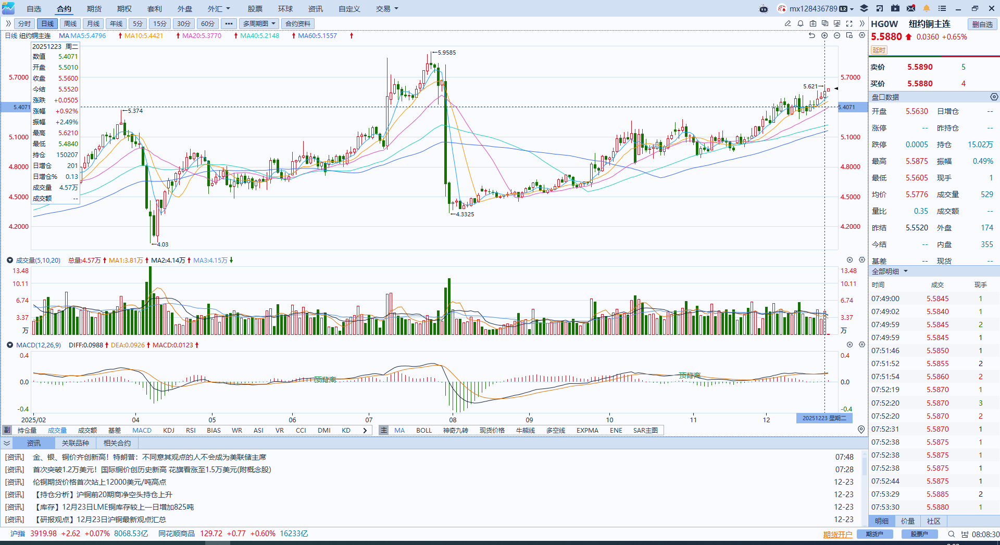 自选 合约 期货 期权 套利 外盘 外汇 股票 环球 资讯 自定义 交易 mx128436789 L2
分时 日线 周线 月线 年线 5分 15分 30分 60分 ••• 多周期图 合约资料
日线 纽约铜主连 MA MA5:5.4796 MA10:5.4421 MA20:5.3770 MA40:5.2148 MA60:5.1557
20251223 周二
数值 5.4071
开盘 5.5010
收盘 5.5600
今结 5.5520
涨跌 +0.0505
涨幅 +0.92%
振幅 +2.49%
最高 5.6210
最低 5.4840
持仓 150207
日增仓 201
日增仓% 0.13
成交量 4.57万
成交额 --
5.7000 5.7000
5.4071 5.4071
5.1000 5.1000
4.8000 4.8000
4.5000 4.5000
4.2000 4.2000
5.9585
5.621
5.374
4.3325
4.03
成交量(5,10,20) 总量:4.57万 MA1:3.81万 MA2:4.14万 MA3:4.15万
13.48 13.48
10.11 10.11
6.74 6.74
3.37 3.37
万 万
MACD(12,26,9) DIFF:0.0988 DEA:0.0926 MACD:0.0123
0.4 0.4
顶背离 顶背离
0.0 0.0
-0.4 -0.4
2025/02 04 05 06 07 08 09 10 11 12 20251223 星期二
副 持仓量 成交量 成交额 基差 MACD KDJ RSI BIAS WR ASI VR CCI DMI KD
主 MA BOLL 神奇九转 现货价格 牛能线 多空线 EXPMA ENE SAR主图
资讯 关联品种 相关合约
[资讯] 金、银、铜价齐创新高！特朗普：不同意其观点的人不会成为美联储主席 07:48
[资讯] 首次突破1.2万美元！国际铜价创历史新高 花旗看涨至1.5万美元(附概念股) 07:28
[资讯] 伦铜期货价格首次站上12000美元/吨高点 12-23
[资讯] 【持仓分析】沪铜前20期商净空头持仓上升 12-23
[资讯] 【库存】12月23日LME铜库存较上一日增加825吨 12-23
[资讯] 【研报观点】12月23日沪铜最新观点汇总 12-23
沪指 3919.98 +2.62 +0.07% 8068.53亿 同花顺商品 129.72 +0.77 +0.60% 16233亿
期货开户 期货户 股票户 08:08:30
HG0W 纽约铜主连 删自选
5.5880 0.0360 +0.65%
延时
卖价 5.5890 5
买价 5.5880 4
盘口数据
开盘 5.5630 日增仓 --
涨停 -- 昨持仓 --
跌停 0.0005 持仓 15.02万
最高 5.5875 振幅 0.49%
最低 5.5605 现手 1
均价 5.5776 成交量 529
量比 0.35 成交额 --
昨结 5.5520 外盘 174
今结 -- 内盘 355
基差 -- 现货 --
全部明细
时间 成交 现手
07:49:00 5.5845 1
07:49:02 5.5840 1
07:49:59 5.5845 2
07:49:59 5.5845 1
07:51:46 5.5850 1
07:51:52 5.5855 2
07:51:54 5.5860 2
07:52:19 5.5870 1
07:52:20 5.5870 3
07:52:20 5.5870 2
07:52:31 5.5870 1
07:52:38 5.5875 1
07:52:38 5.5875 1
07:52:38 5.5875 1
07:52:44 5.5875 1
07:53:29 5.5885 2
07:53:30 5.5880 1
明细 价量 社区